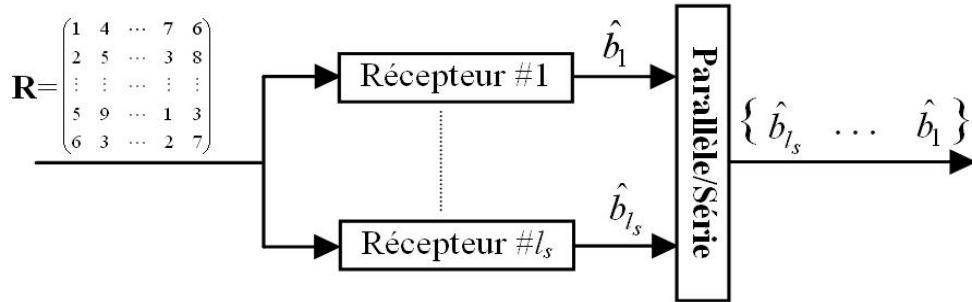 R=
1 4 ⋯ 7 6
2 5 ⋯ 3 8
⋮ ⋮ ⋯ ⋮ ⋮
5 9 ⋯ 1 3
6 3 ⋯ 2 7
Récepteur #1
b̂₁
Récepteur #lₛ
b̂lₛ
Parallèle/Série
{ b̂lₛ ... b̂₁ }